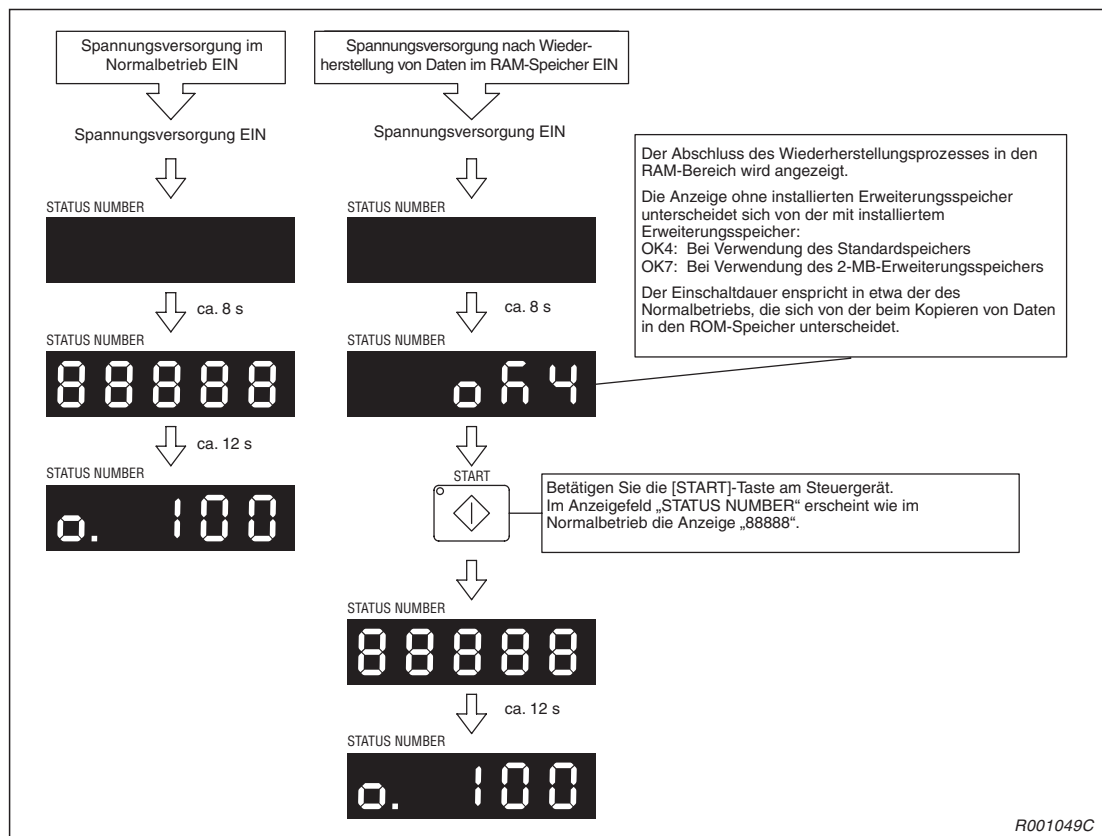 Spannungsversorgung im
Normalbetrieb EIN
Spannungsversorgung EIN
STATUS NUMBER
ca. 8 s
STATUS NUMBER
88888
ca. 12 s
STATUS NUMBER
o. 100
Spannungsversorgung nach Wieder-
herstellung von Daten im RAM-Speicher EIN
Spannungsversorgung EIN
STATUS NUMBER
ca. 8 s
STATUS NUMBER
oK4
Der Abschluss des Wiederherstellungsprozesses in den
RAM-Bereich wird angezeigt.
Die Anzeige ohne installierten Erweiterungsspeicher
unterscheidet sich von der mit installiertem
Erweiterungsspeicher:
OK4: Bei Verwendung des Standardspeichers
OK7: Bei Verwendung des 2-MB-Erweiterungsspeichers
Der Einschaltdauer enspricht in etwa der des
Normalbetriebs, die sich von der beim Kopieren von Daten
in den ROM-Speicher unterscheidet.
START
Betätigen Sie die [START]-Taste am Steuergerät.
Im Anzeigefeld „STATUS NUMBER“ erscheint wie im
Normalbetrieb die Anzeige „88888“.
STATUS NUMBER
88888
ca. 12 s
STATUS NUMBER
o. 100
R001049C